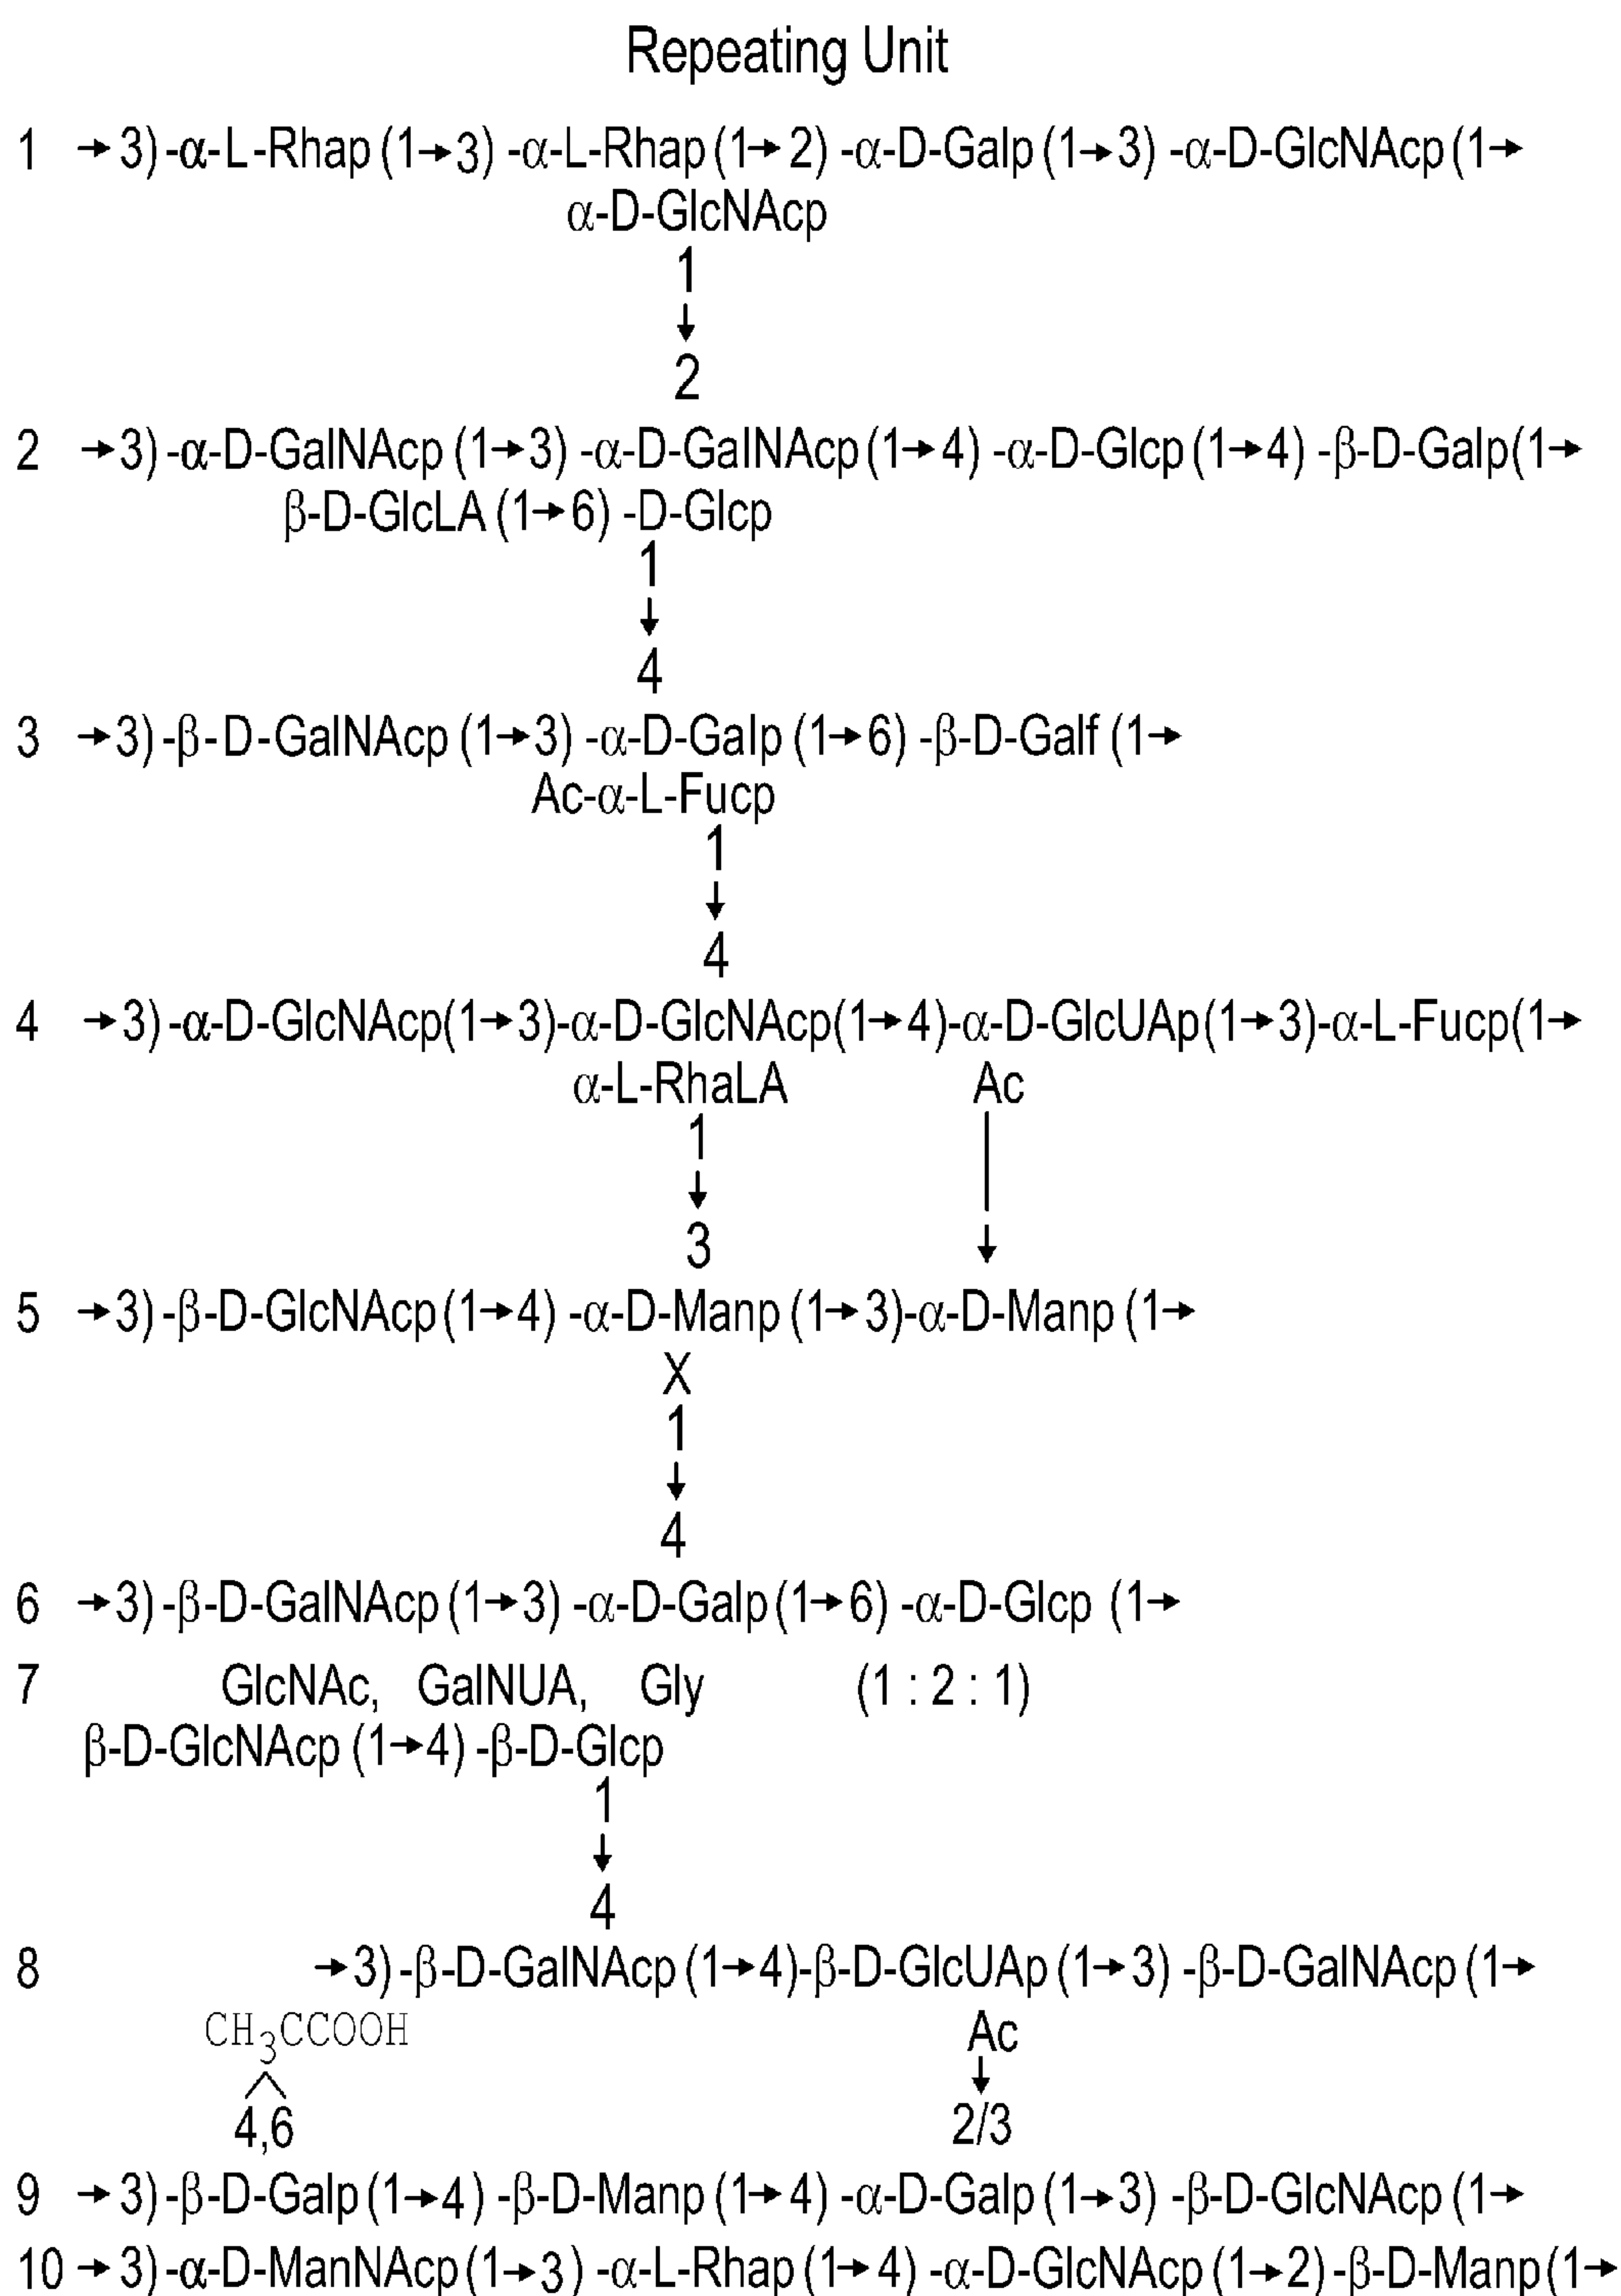 Repeating Unit
1 →3)-α-L-Rhap (1→3) -α-L-Rhap (1→2) -α-D-Galp (1→3) -α-D-GlcNAcp (1→
α-D-GlcNAcp
1
↓
2
2 →3)-α-D-GalNAcp (1→3) -α-D-GalNAcp (1→4) -α-D-Glcp (1→4) -β-D-Galp(1→
β-D-GlcLA (1→6) -D-Glcp
1
↓
4
3 →3)-β-D-GalNAcp (1→3) -α-D-Galp (1→6) -β-D-Galf (1→
Ac-α-L-Fucp
1
↓
4
4 →3)-α-D-GlcNAcp(1→3)-α-D-GlcNAcp(1→4)-α-D-GlcUAp(1→3)-α-L-Fucp(1→
α-L-RhaLA Ac
1
↓
3 ↓
5 →3)-β-D-GlcNAcp(1→4) -α-D-Manp (1→3)-α-D-Manp (1→
X
1
↓
4
6 →3)-β-D-GalNAcp (1→3) -α-D-Galp (1→6) -α-D-Glcp (1→
7 GlcNAc, GalNUA, Gly (1 : 2 : 1)
β-D-GlcNAcp (1→4) -β-D-Glcp
1
↓
4
8 →3)-β-D-GalNAcp (1→4)-β-D-GlcUAp (1→3) -β-D-GalNAcp (1→
CH₃CCOOH Ac
↓
4,6 2/3
9 →3)-β-D-Galp (1→4) -β-D-Manp (1→4) -α-D-Galp (1→3) -β-D-GlcNAcp (1→
10 →3)-α-D-ManNAcp(1→3) -α-L-Rhap (1→4) -α-D-GlcNAcp (1→2)-β-D-Manp(1→